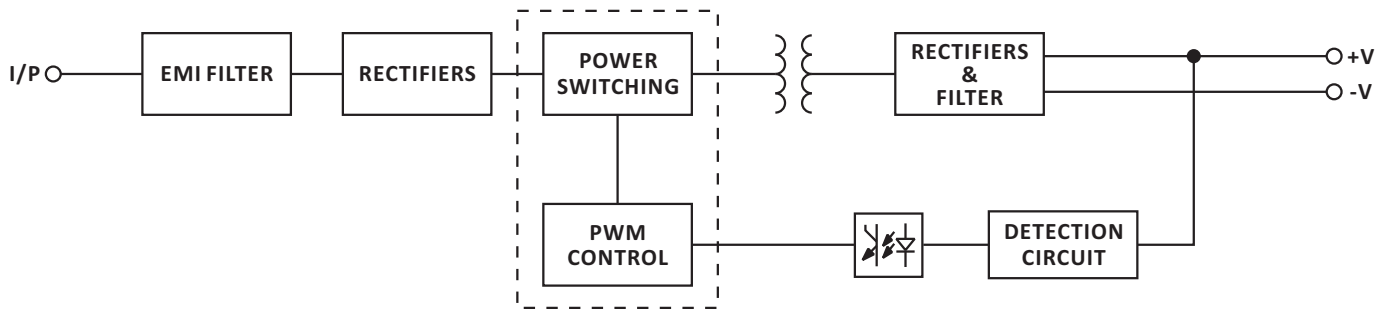 I/P
EMI FILTER
RECTIFIERS
POWER
SWITCHING
RECTIFIERS
&
FILTER
+V
-V
PWM
CONTROL
DETECTION
CIRCUIT